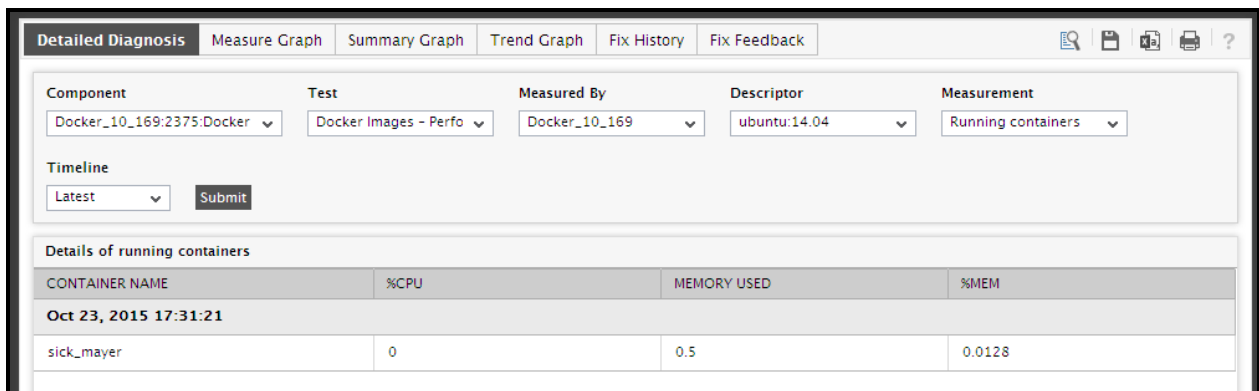 Detailed Diagnosis Measure Graph Summary Graph Trend Graph Fix History Fix Feedback ?
Component Test Measured By Descriptor Measurement
Docker_10_169:2375:Docker Docker Images - Perfo Docker_10_169 ubuntu:14.04 Running containers
Timeline
Latest Submit
Details of running containers
CONTAINER NAME %CPU MEMORY USED %MEM
Oct 23, 2015 17:31:21
sick_mayer 0 0.5 0.0128